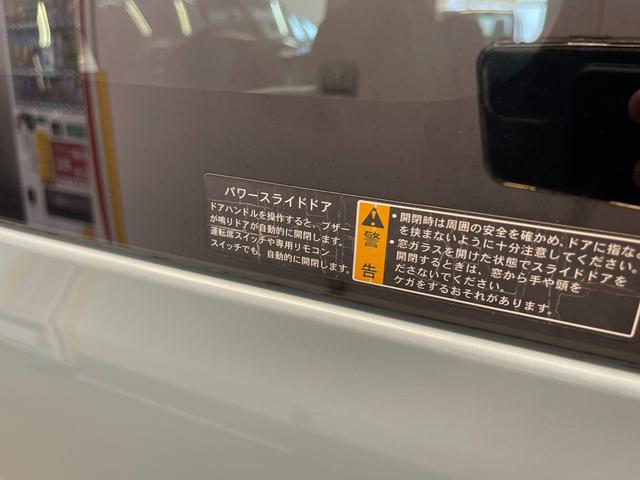 パワースライドドア
ドアハンドルを操作すると、ブザー
が鳴りドアが自動的に開閉します。
運転席スイッチや専用リモコン
スイッチでも、自動的に開閉します。
警告
・開閉時は周囲の安全を確かめ、ドアに指な
を挟まないように十分注意してください。
・窓ガラスを開けた状態でスライドドアを
開閉するときは、窓から手や頭を
ださないでください。
ケガをするおそれがあります。